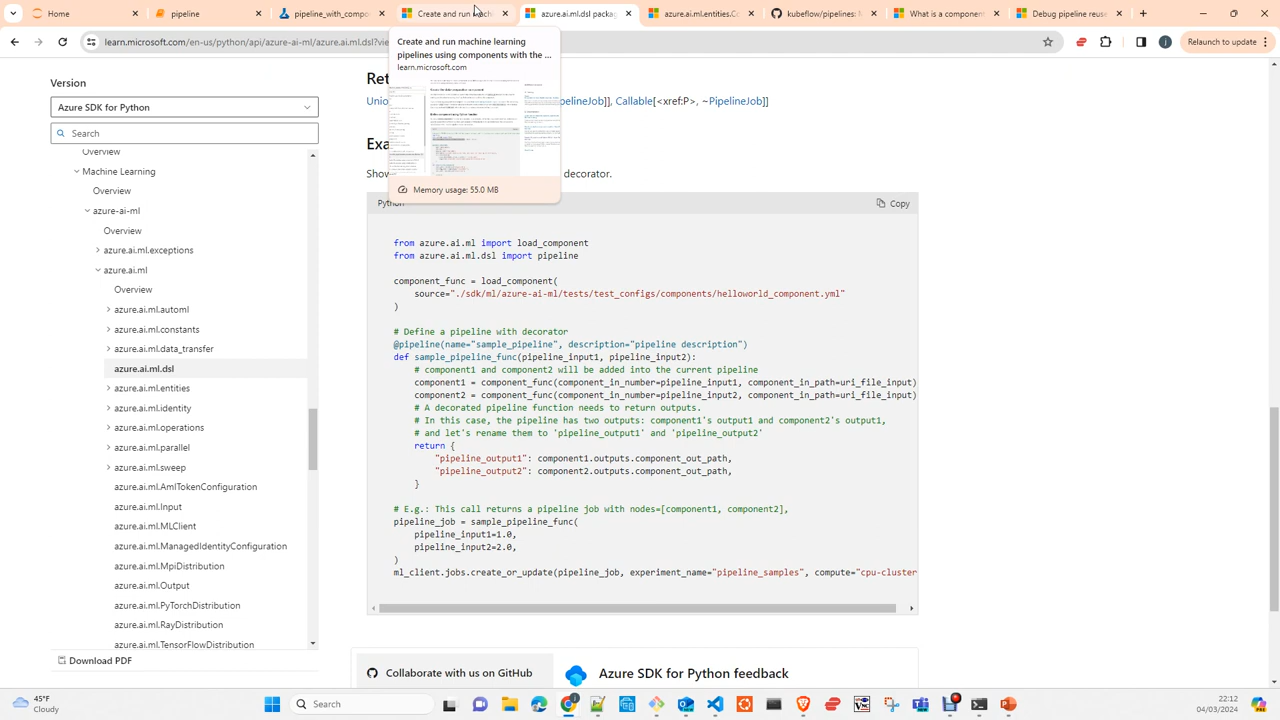 Home
pipeline
pipeline_with_comp
Create and run mach
azure.ai.ml.dsl packag
azure.ai.ml.entities.Co
How to use pipeline M
What is a component
Debug pipeline reuse
learn.microsoft.com/en-us/python/api/azure-ai-ml/azure.ai.ml.dsl?vie
Relaunch to update
Create and run machine learning
pipelines using components with the ...
learn.microsoft.com
Memory usage: 55.0 MB
Version
Azure SDK for Python
Search
Overview
Machine Learning
Overview
azure-ai-ml
Overview
azure.ai.ml.exceptions
azure.ai.ml
Overview
azure.ai.ml.automl
azure.ai.ml.constants
azure.ai.ml.data_transfer
azure.ai.ml.dsl
azure.ai.ml.entities
azure.ai.ml.identity
azure.ai.ml.operations
azure.ai.ml.parallel
azure.ai.ml.sweep
azure.ai.ml.AmlTokenConfiguration
azure.ai.ml.Input
azure.ai.ml.MLClient
azure.ai.ml.ManagedIdentityConfiguration
azure.ai.ml.MpiDistribution
azure.ai.ml.Output
azure.ai.ml.PyTorchDistribution
azure.ai.ml.RayDistribution
azure.ai.ml.TensorFlowDistribution
Download PDF
Ret
Exa
Show
decorator.
Python
Copy
from azure.ai.ml import load_component
from azure.ai.ml.dsl import pipeline
component_func = load_component(
source="./sdk/ml/azure-ai-ml/tests/test_configs/components/helloworld_component.yml"
)
# Define a pipeline with decorator
@pipeline(name="sample_pipeline", description="pipeline description")
def sample_pipeline_func(pipeline_input1, pipeline_input2):
# component1 and component2 will be added into the current pipeline
component1 = component_func(component_in_number=pipeline_input1, component_in_path=uri_file_input)
component2 = component_func(component_in_number=pipeline_input2, component_in_path=uri_file_input)
# A decorated pipeline function needs to return outputs.
# In this case, the pipeline has two outputs: component1's output1 and component2's output1,
# and let's rename them to 'pipeline_output1' and 'pipeline_output2'
return {
"pipeline_output1": component1.outputs.component_out_path,
"pipeline_output2": component2.outputs.component_out_path,
}
# E.g.: This call returns a pipeline job with nodes=[component1, component2],
pipeline_job = sample_pipeline_func(
pipeline_input1=1.0,
pipeline_input2=2.0,
)
ml_client.jobs.create_or_update(pipeline_job, experiment_name="pipeline_samples", compute="cpu-cluster
Collaborate with us on GitHub
Azure SDK for Python feedback
45°F
Cloudy
Search
22:12
04/03/2024